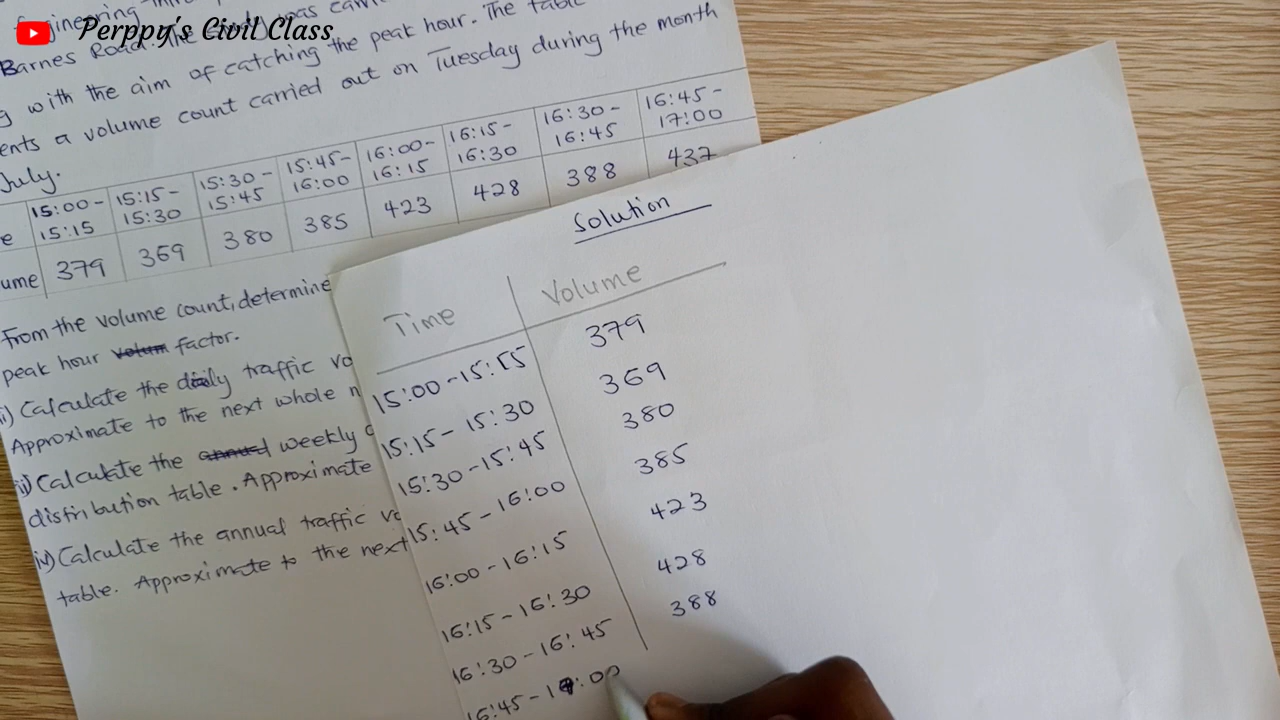 Perppy's Civil Class
Engineering
Barnes Road. The was
g with the aim of catching the peak hour. The table
ents a volume count carried out on Tuesday during the month
July.
e 15:00-15:15 15:15-15:30 15:30-15:45 15:45-16:00 16:00-16:15 16:15-16:30 16:30-16:45 16:45-17:00
ume 379 369 380 385 423 428 388 437
From the volume count, determine
peak hour factor.
ii) Calculate the daily traffic vo
Approximate to the next whole n
iii) Calculate the weekly
distribution table. Approximate
iv) Calculate the annual traffic vo
table. Approximate to the next
Solution
Time Volume
15:00-15:15 379
15:15-15:30 369
15:30-15:45 380
15:45-16:00 385
16:00-16:15 423
16:15-16:30 428
16:30-16:45 388
16:45-17:00